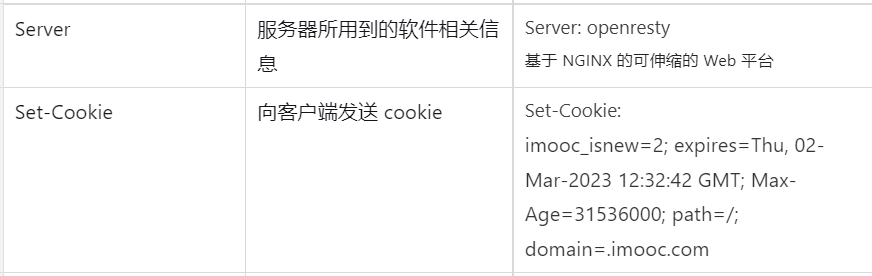 Server
服务器所用到的软件相关信
息
Server: openresty
基于 NGINX 的可伸缩的 Web 平台
Set-Cookie
向客户端发送 cookie
Set-Cookie:
imooc_isnew=2; expires=Thu, 02-
Mar-2023 12:32:42 GMT; Max-
Age=31536000; path=/;
domain=.imooc.com